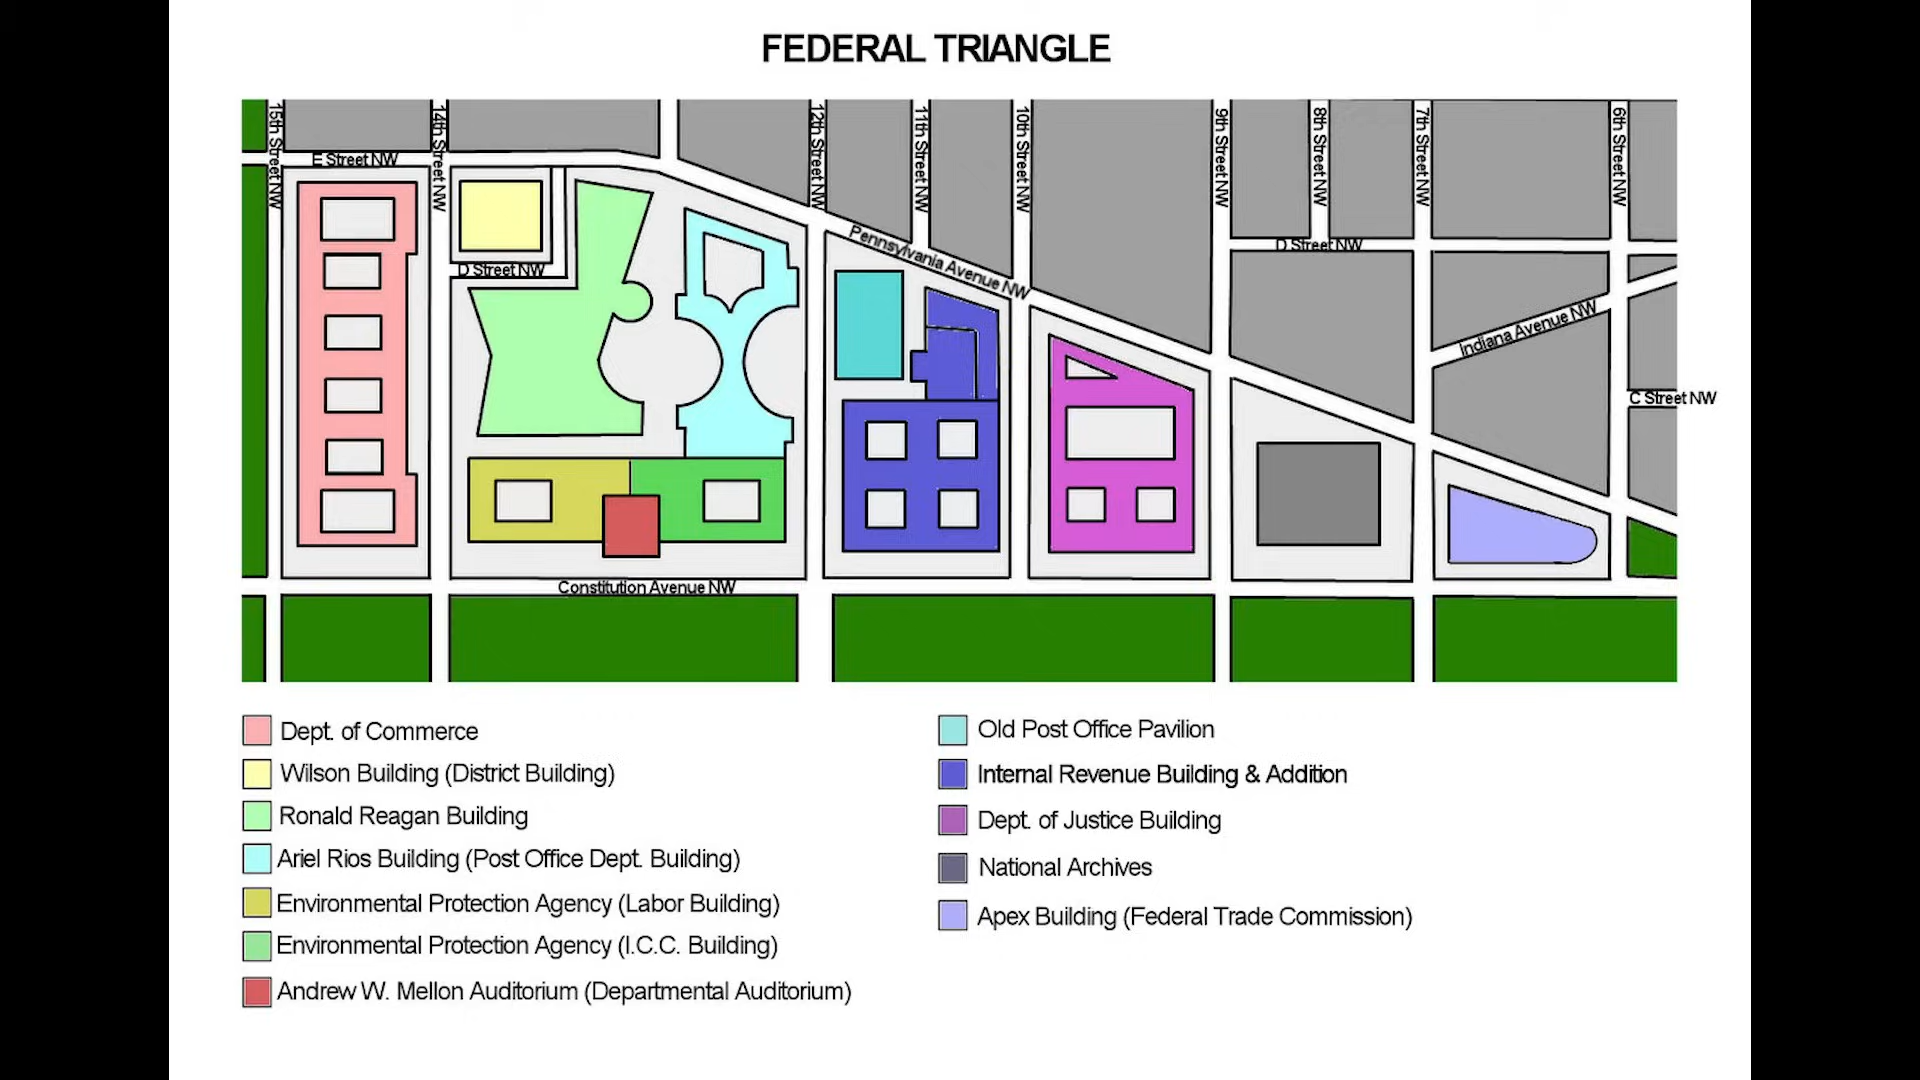 FEDERAL TRIANGLE
15th Street NW
14th Street NW
12th Street NW
11th Street NW
10th Street NW
9th Street NW
8th Street NW
7th Street NW
6th Street NW
E Street NW
D Street NW
Pennsylvania Avenue NW
D Street NW
Indiana Avenue NW
C Street NW
Constitution Avenue NW
Dept. of Commerce
Wilson Building (District Building)
Ronald Reagan Building
Ariel Rios Building (Post Office Dept. Building)
Environmental Protection Agency (Labor Building)
Environmental Protection Agency (I.C.C. Building)
Andrew W. Mellon Auditorium (Departmental Auditorium)
Old Post Office Pavilion
Internal Revenue Building & Addition
Dept. of Justice Building
National Archives
Apex Building (Federal Trade Commission)